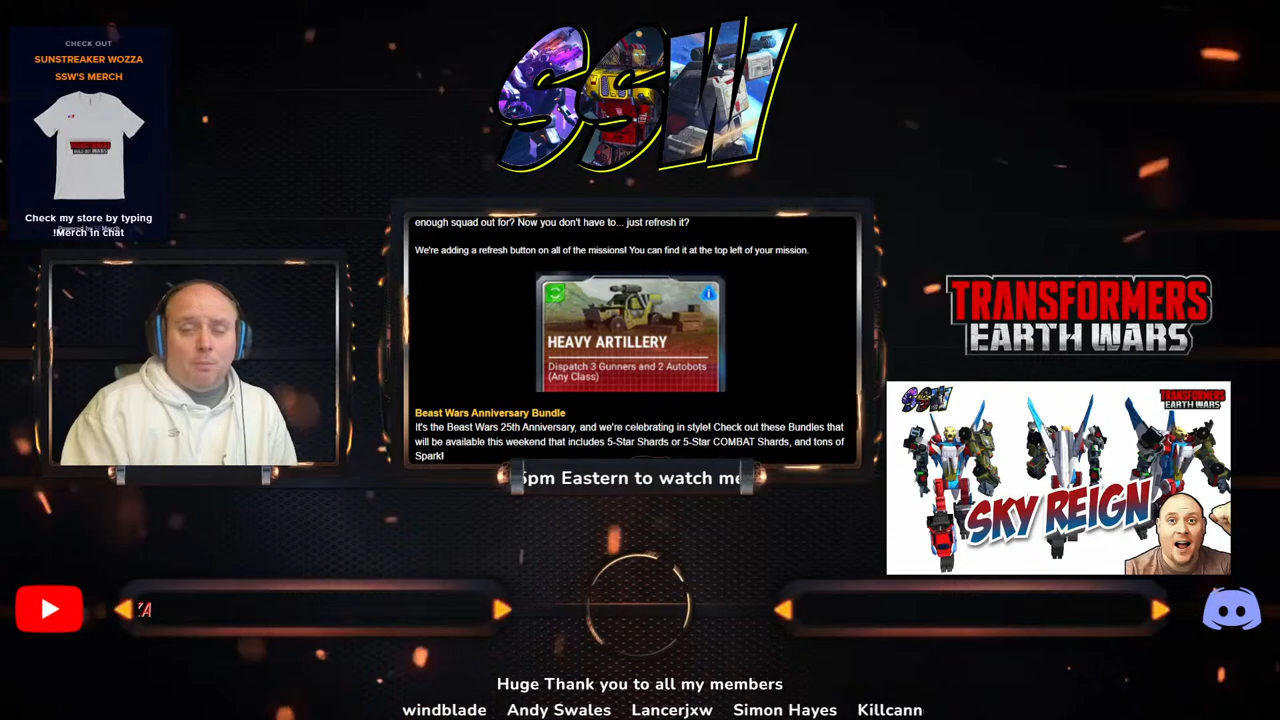 CHECK OUT
SUNSTREAKER WOZZA
SSW'S MERCH
Check my store by typing
!Merch in chat
SSW
enough squad out for? Now you don't have to... just refresh it?
We're adding a refresh button on all of the missions! You can find it at the top left of your mission.
HEAVY ARTILLERY
Dispatch 3 Gunners and 2 Autobots
(Any Class)
Beast Wars Anniversary Bundle
It's the Beast Wars 25th Anniversary, and we're celebrating in style! Check out these Bundles that
will be available this weekend that includes 5-Star Shards or 5-Star COMBAT Shards, and tons of
Spark!
5pm Eastern to watch me
TRANSFORMERS
EARTH WARS
SSW
TRANSFORMERS
EARTH WARS
SKY REIGN
Huge Thank you to all my members
windblade Andy Swales Lancerjxw Simon Hayes Killcann